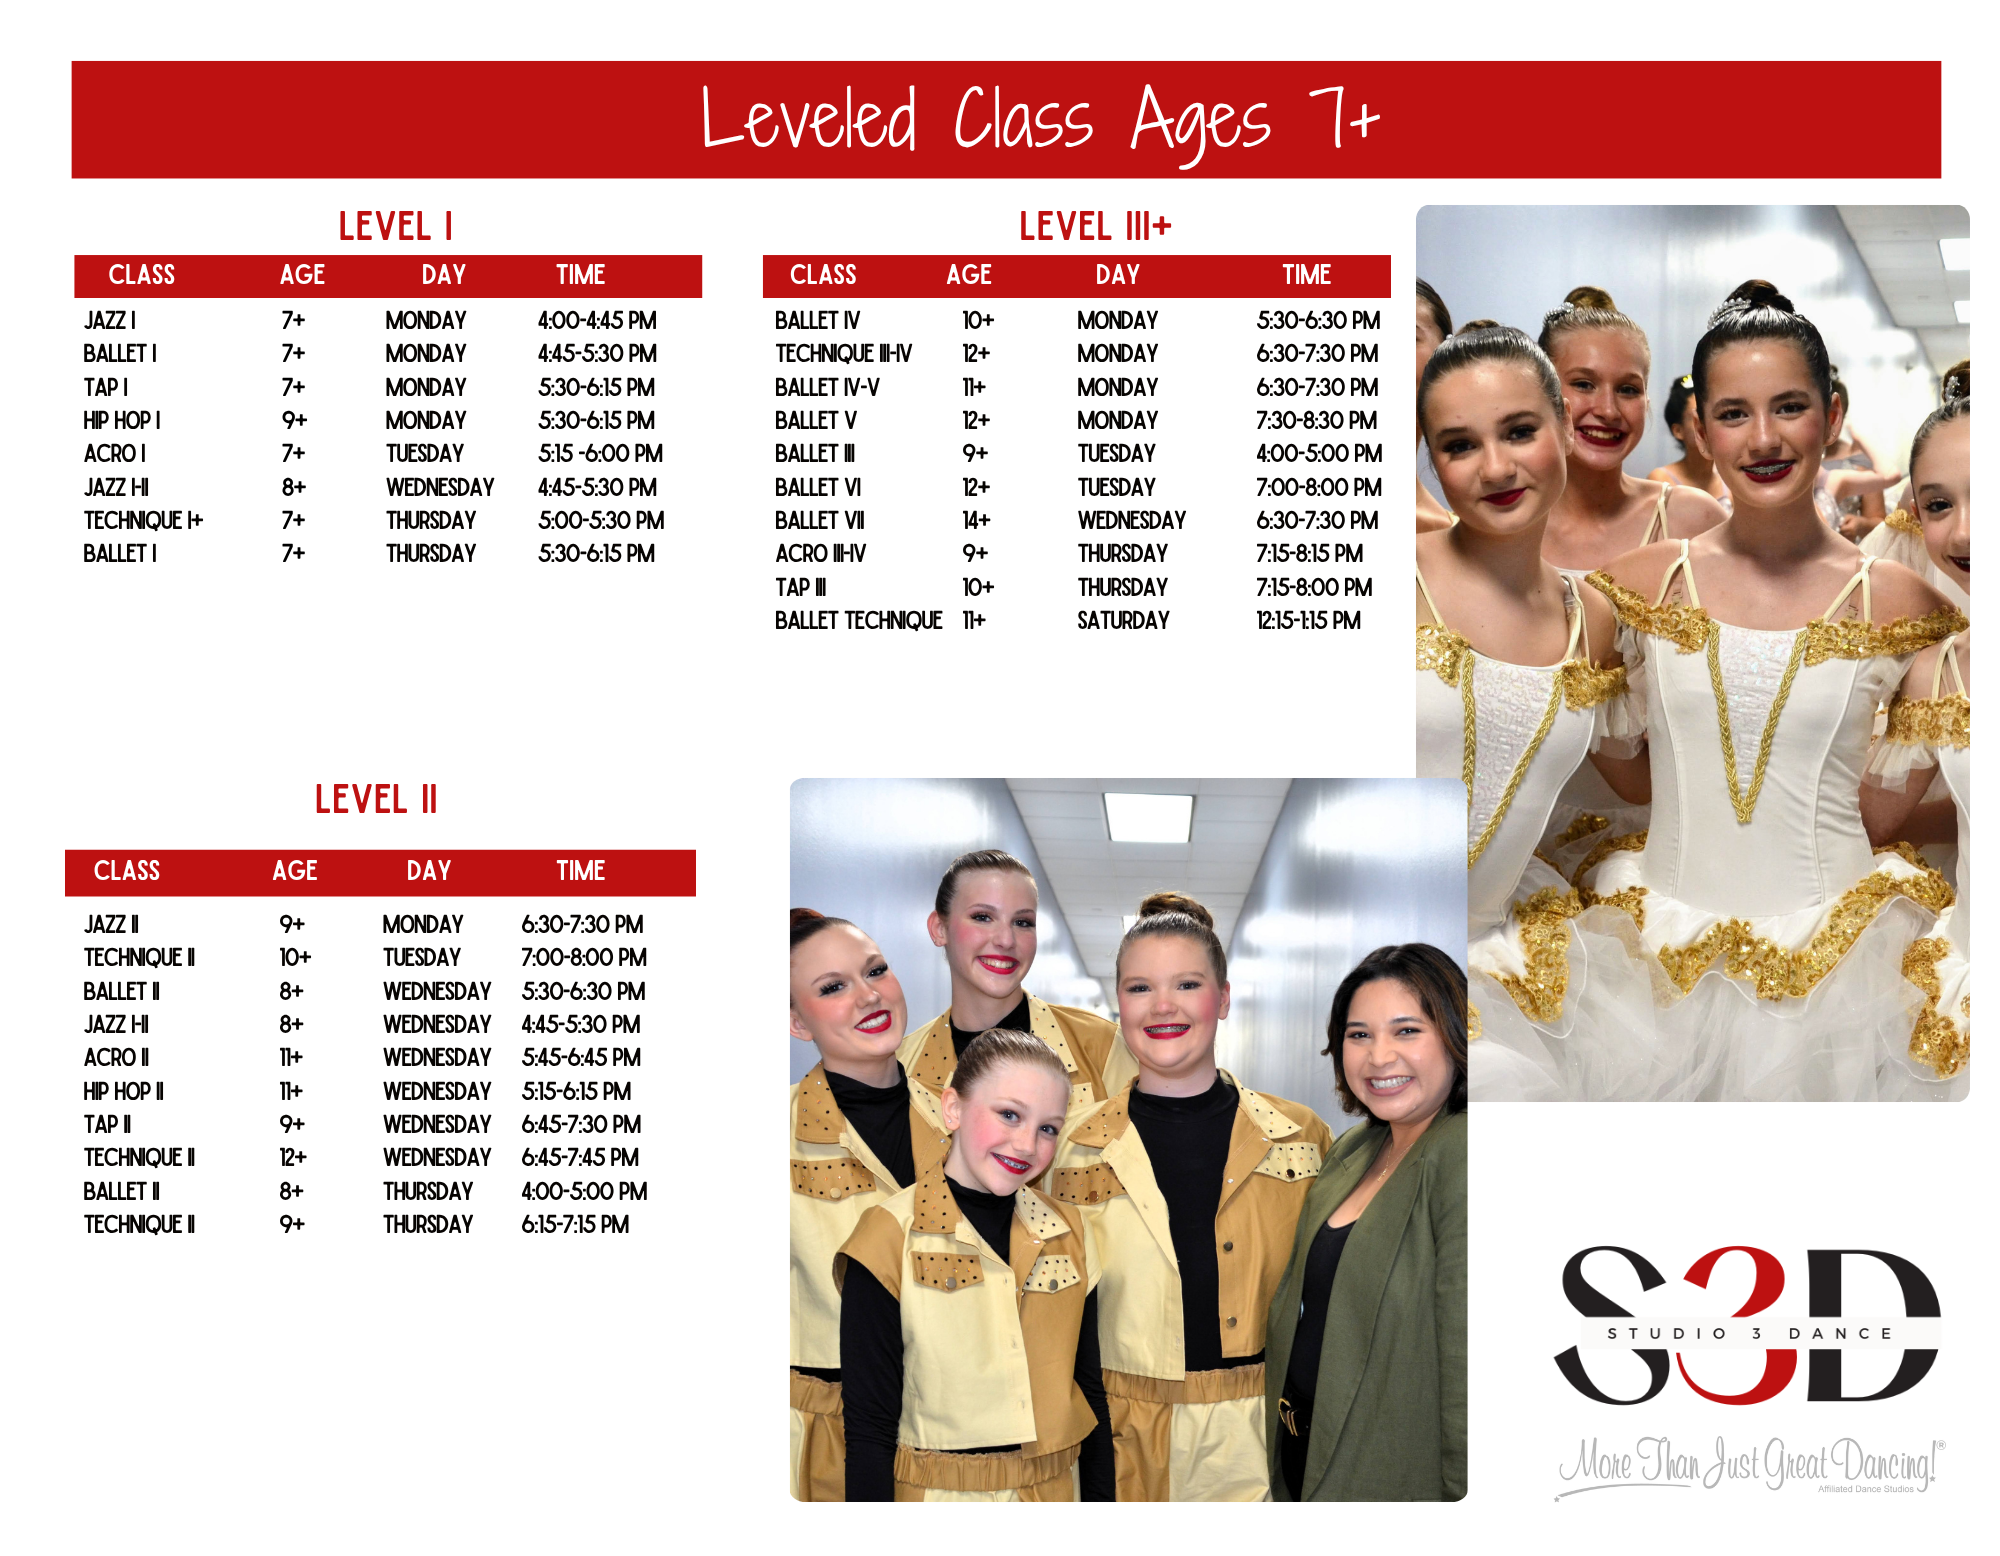 Leveled Class Ages 7+
LEVEL I
CLASS AGE DAY TIME
JAZZ I 7+ MONDAY 4:00-4:45 PM
BALLET I 7+ MONDAY 4:45-5:30 PM
TAP I 7+ MONDAY 5:30-6:15 PM
HIP HOP I 9+ MONDAY 5:30-6:15 PM
ACRO I 7+ TUESDAY 5:15 -6:00 PM
JAZZ I-II 8+ WEDNESDAY 4:45-5:30 PM
TECHNIQUE I+ 7+ THURSDAY 5:00-5:30 PM
BALLET I 7+ THURSDAY 5:30-6:15 PM
LEVEL III+
CLASS AGE DAY TIME
BALLET IV 10+ MONDAY 5:30-6:30 PM
TECHNIQUE III-IV 12+ MONDAY 6:30-7:30 PM
BALLET IV-V 11+ MONDAY 6:30-7:30 PM
BALLET V 12+ MONDAY 7:30-8:30 PM
BALLET III 9+ TUESDAY 4:00-5:00 PM
BALLET VI 12+ TUESDAY 7:00-8:00 PM
BALLET VII 14+ WEDNESDAY 6:30-7:30 PM
ACRO III-IV 9+ THURSDAY 7:15-8:15 PM
TAP III 10+ THURSDAY 7:15-8:00 PM
BALLET TECHNIQUE 11+ SATURDAY 12:15-1:15 PM
LEVEL II
CLASS AGE DAY TIME
JAZZ II 9+ MONDAY 6:30-7:30 PM
TECHNIQUE II 10+ TUESDAY 7:00-8:00 PM
BALLET II 8+ WEDNESDAY 5:30-6:30 PM
JAZZ I-II 8+ WEDNESDAY 4:45-5:30 PM
ACRO II 11+ WEDNESDAY 5:45-6:45 PM
HIP HOP II 11+ WEDNESDAY 5:15-6:15 PM
TAP II 9+ WEDNESDAY 6:45-7:30 PM
TECHNIQUE II 12+ WEDNESDAY 6:45-7:45 PM
BALLET II 8+ THURSDAY 4:00-5:00 PM
TECHNIQUE II 9+ THURSDAY 6:15-7:15 PM
S3D
STUDIO 3 DANCE
More Than Just Great Dancing!®
Affiliated Dance Studios